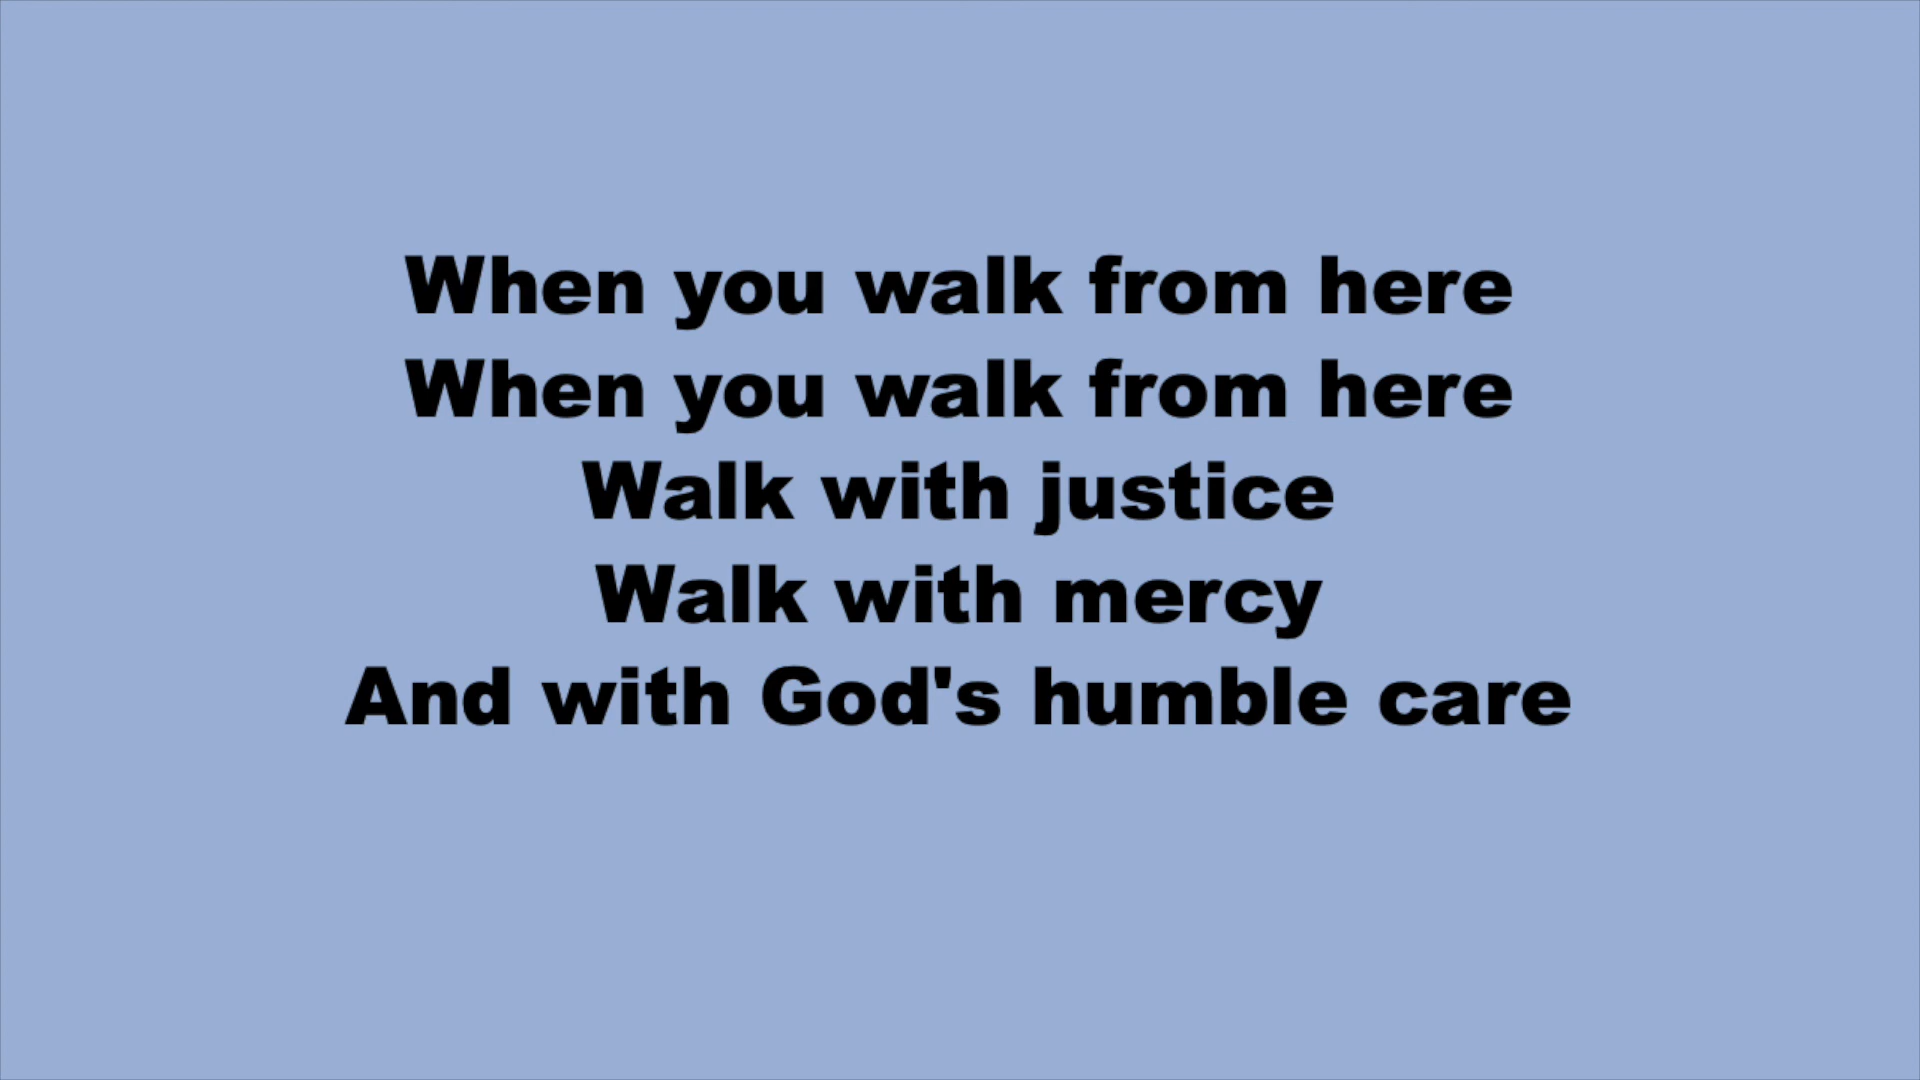 When you walk from here
When you walk from here
Walk with justice
Walk with mercy
And with God's humble care